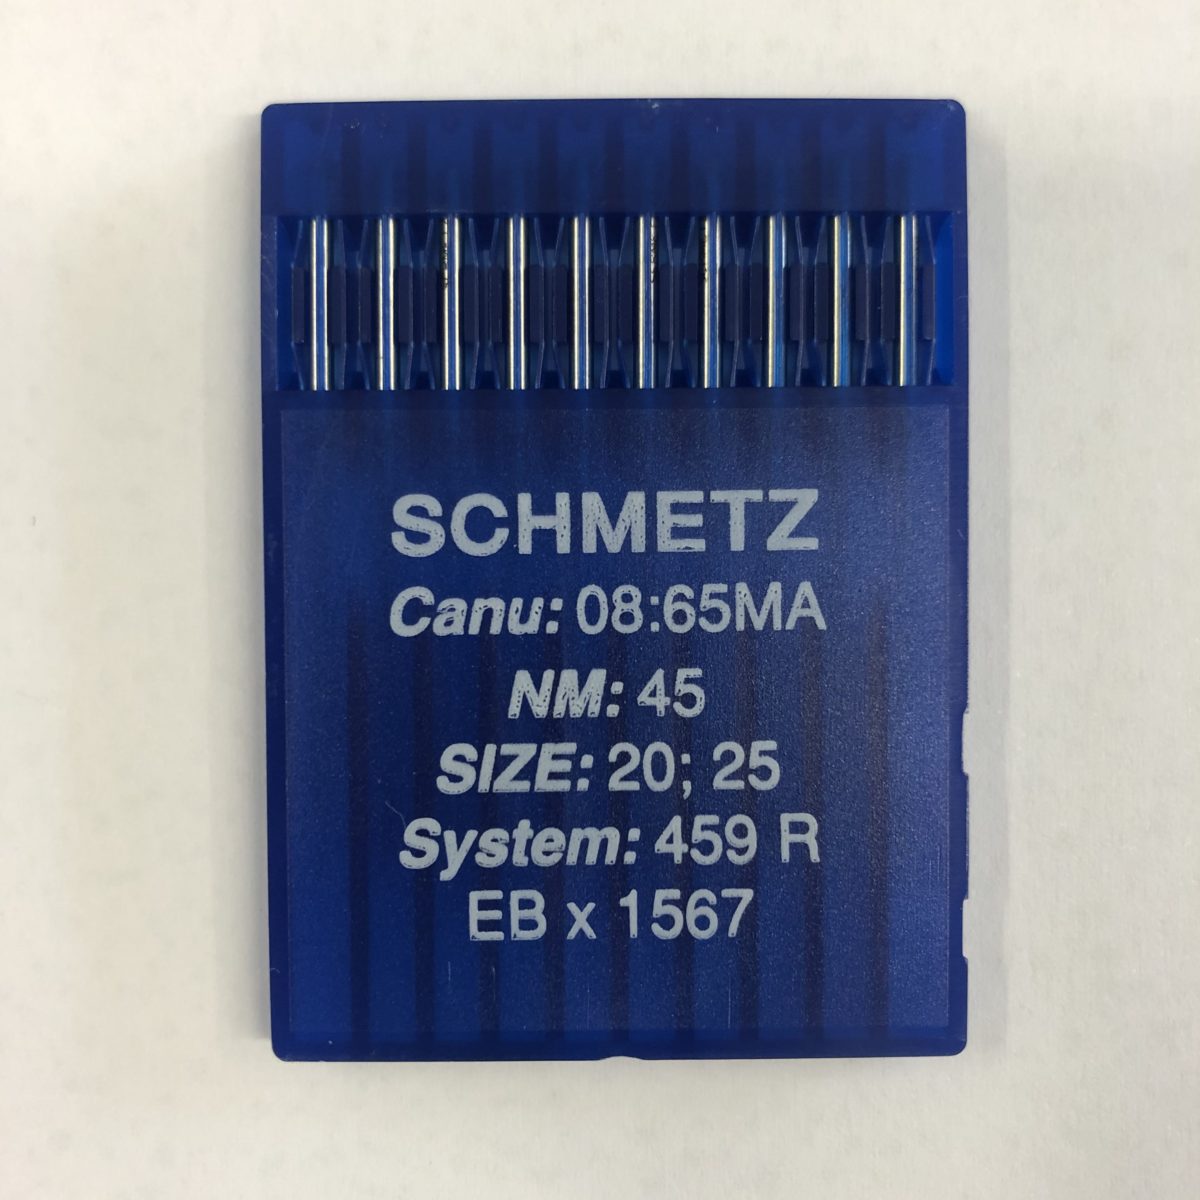 SCHMETZ
Canu: 08:65MA
NM: 45
SIZE: 20; 25
System: 459 R
EB x 1567